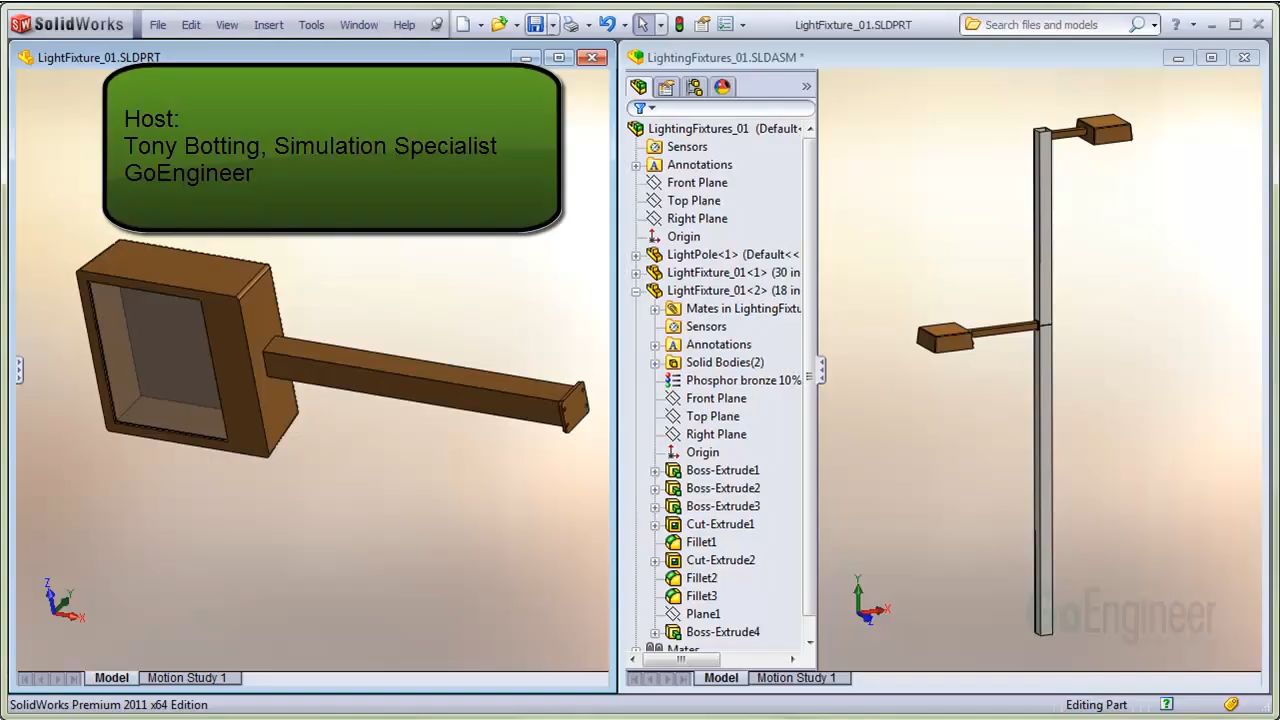 SolidWorks
File Edit View Insert Tools Window Help
LightFixture_01.SLDPRT
Search files and models
LightFixture_01.SLDPRT
Host:
Tony Botting, Simulation Specialist
GoEngineer
Z
Y
X
Model
Motion Study 1
LightingFixtures_01.SLDASM *
LightingFixtures_01 (Default<
Sensors
Annotations
Front Plane
Top Plane
Right Plane
Origin
LightPole<1> (Default<<
LightFixture_01<1> (30 in
LightFixture_01<2> (18 in
Mates in LightingFixtu
Sensors
Annotations
Solid Bodies(2)
Phosphor bronze 10%
Front Plane
Top Plane
Right Plane
Origin
Boss-Extrude1
Boss-Extrude2
Boss-Extrude3
Cut-Extrude1
Fillet1
Cut-Extrude2
Fillet2
Fillet3
Plane1
Boss-Extrude4
Mates
Y
X
Z
GoEngineer
Model
Motion Study 1
SolidWorks Premium 2011 x64 Edition
Editing Part